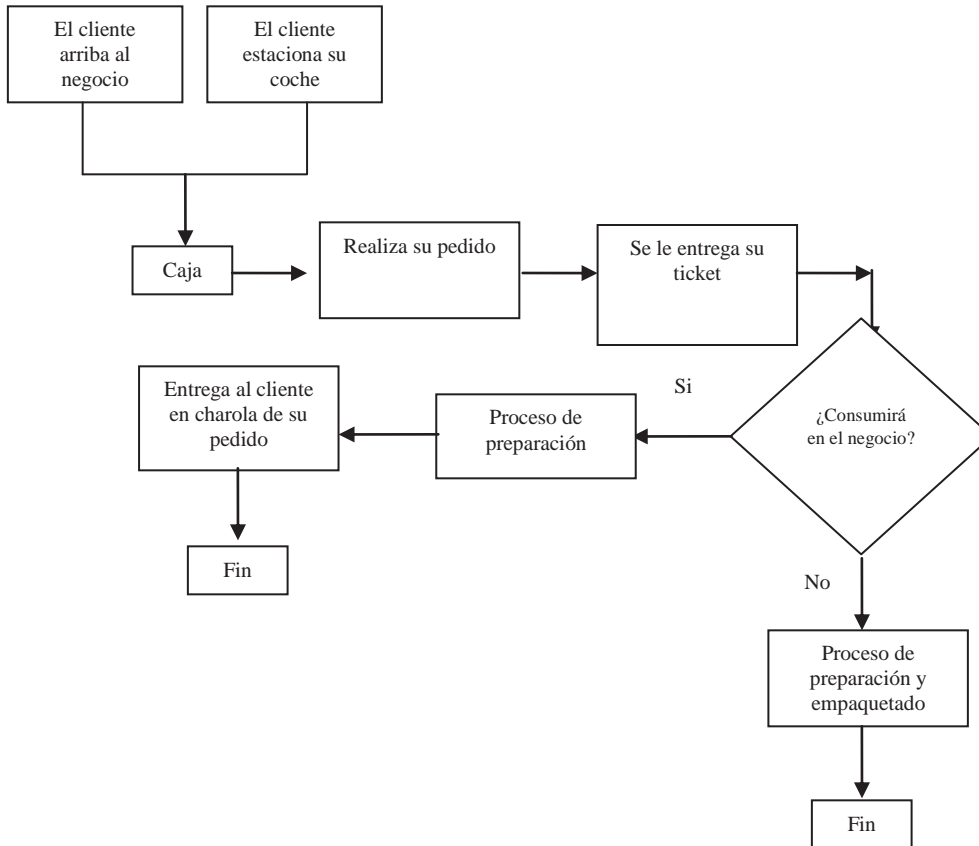 El cliente
arriba al
negocio
El cliente
estaciona su
coche
Caja
Realiza su pedido
Se le entrega su
ticket
¿Consumirá
en el negocio?
Si
Proceso de
preparación
Entrega al cliente
en charola de su
pedido
Fin
No
Proceso de
preparación y
empaquetado
Fin